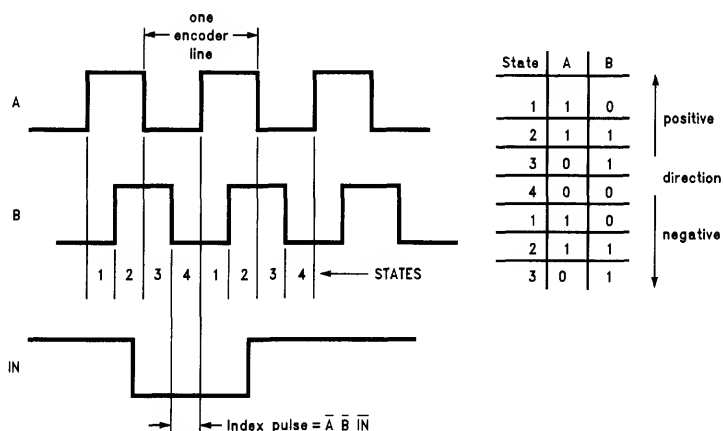 one
encoder
line
A
B
1 2 3 4 1 2 3 4 STATES
IN
Index pulse = A̅ B̅ I̅N̅
State A B
1 1 0
2 1 1
3 0 1
4 0 0
1 1 0
2 1 1
3 0 1
positive
direction
negative